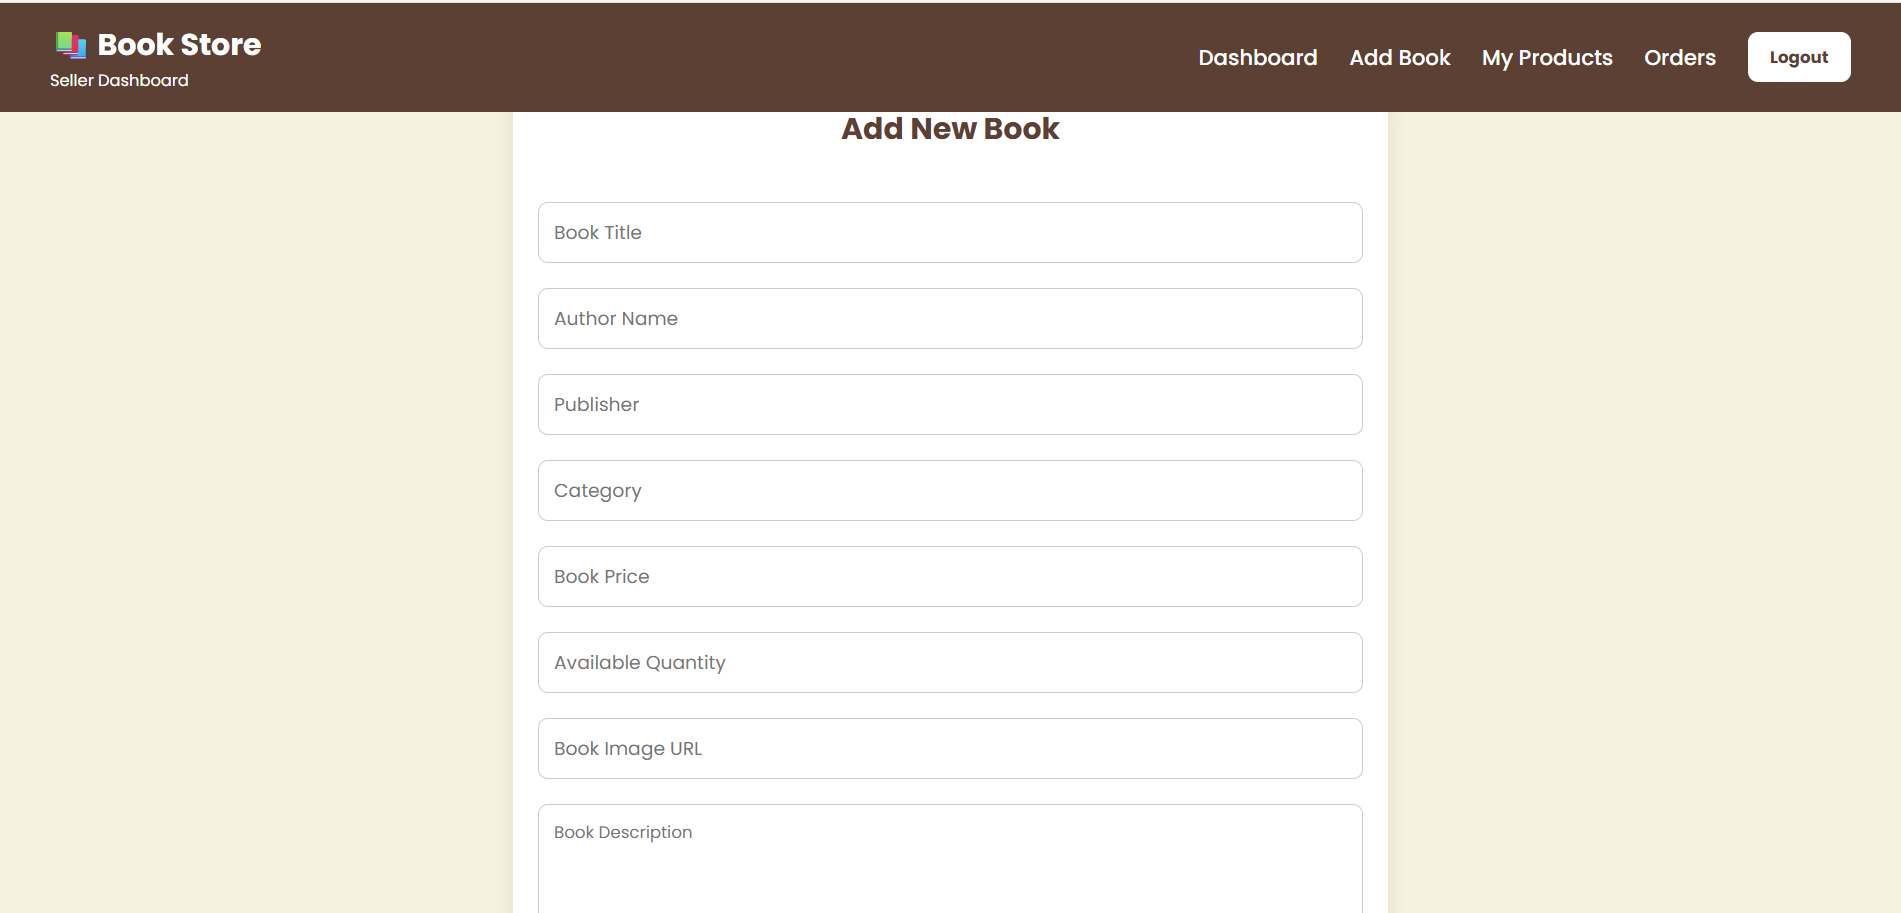 Book Store
Seller Dashboard
Dashboard Add Book My Products Orders Logout
Add New Book
Book Title
Author Name
Publisher
Category
Book Price
Available Quantity
Book Image URL
Book Description